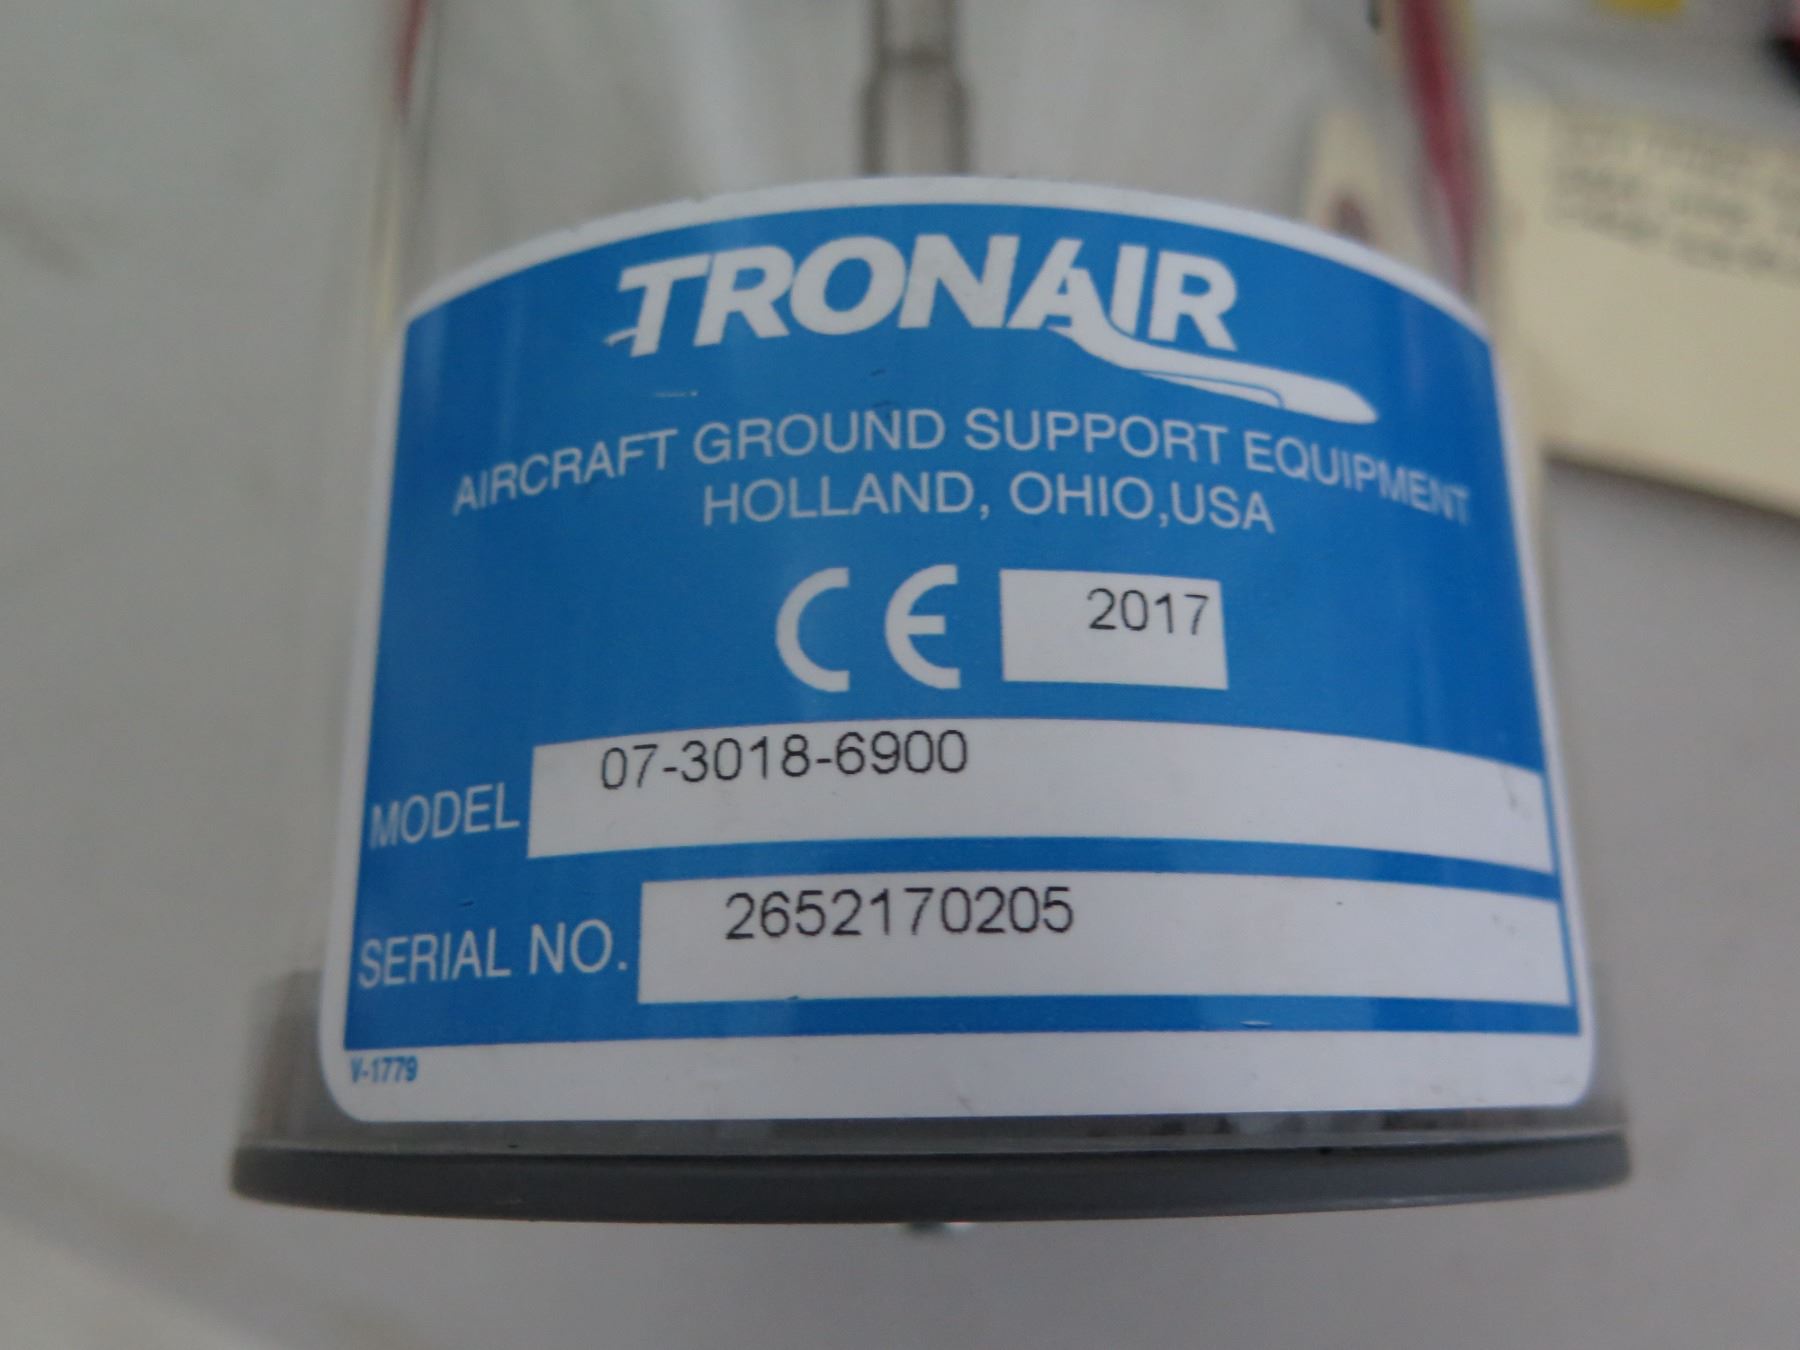 TRONAIR
AIRCRAFT GROUND SUPPORT EQUIPMENT
HOLLAND, OHIO,USA
CE 2017
MODEL 07-3018-6900
SERIAL NO. 2652170205
V-1779